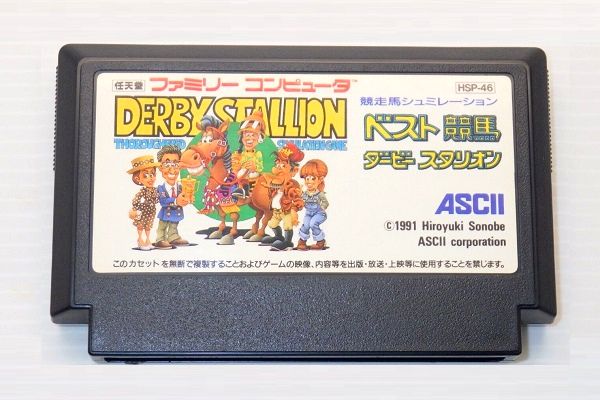 任天堂
ファミリー コンピュータ
HSP-46
DERBY STALLION
THOROUGHBRED SIMULATION GAME
競走馬シュミレーション
ベスト競馬
ダービー スタリオン
ASCII
©1991 Hiroyuki Sonobe
ASCII corporation
このカセットを無断で複製することおよびゲームの映像、内容等を出版・放送・上映等に使用することを禁じます。